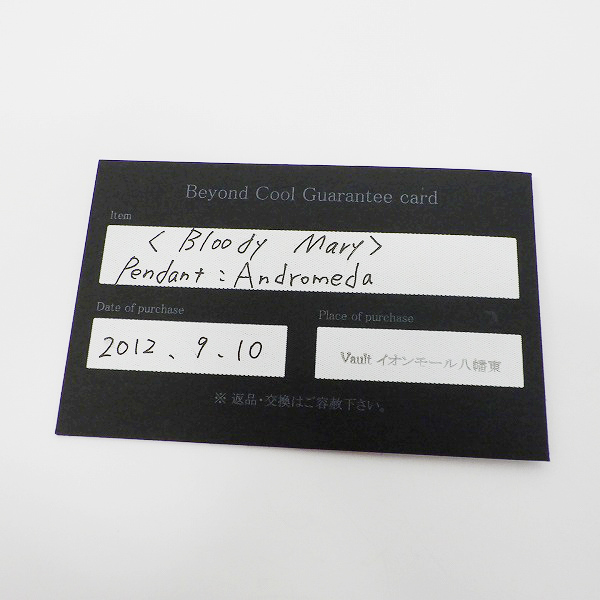 Beyond Cool Guarantee card
Item
< Bloody Mary >
Pendant : Andromeda
Date of purchase
Place of purchase
2012、9、10
Vault イオンモール八幡東
※ 返品・交換はご容赦下さい。